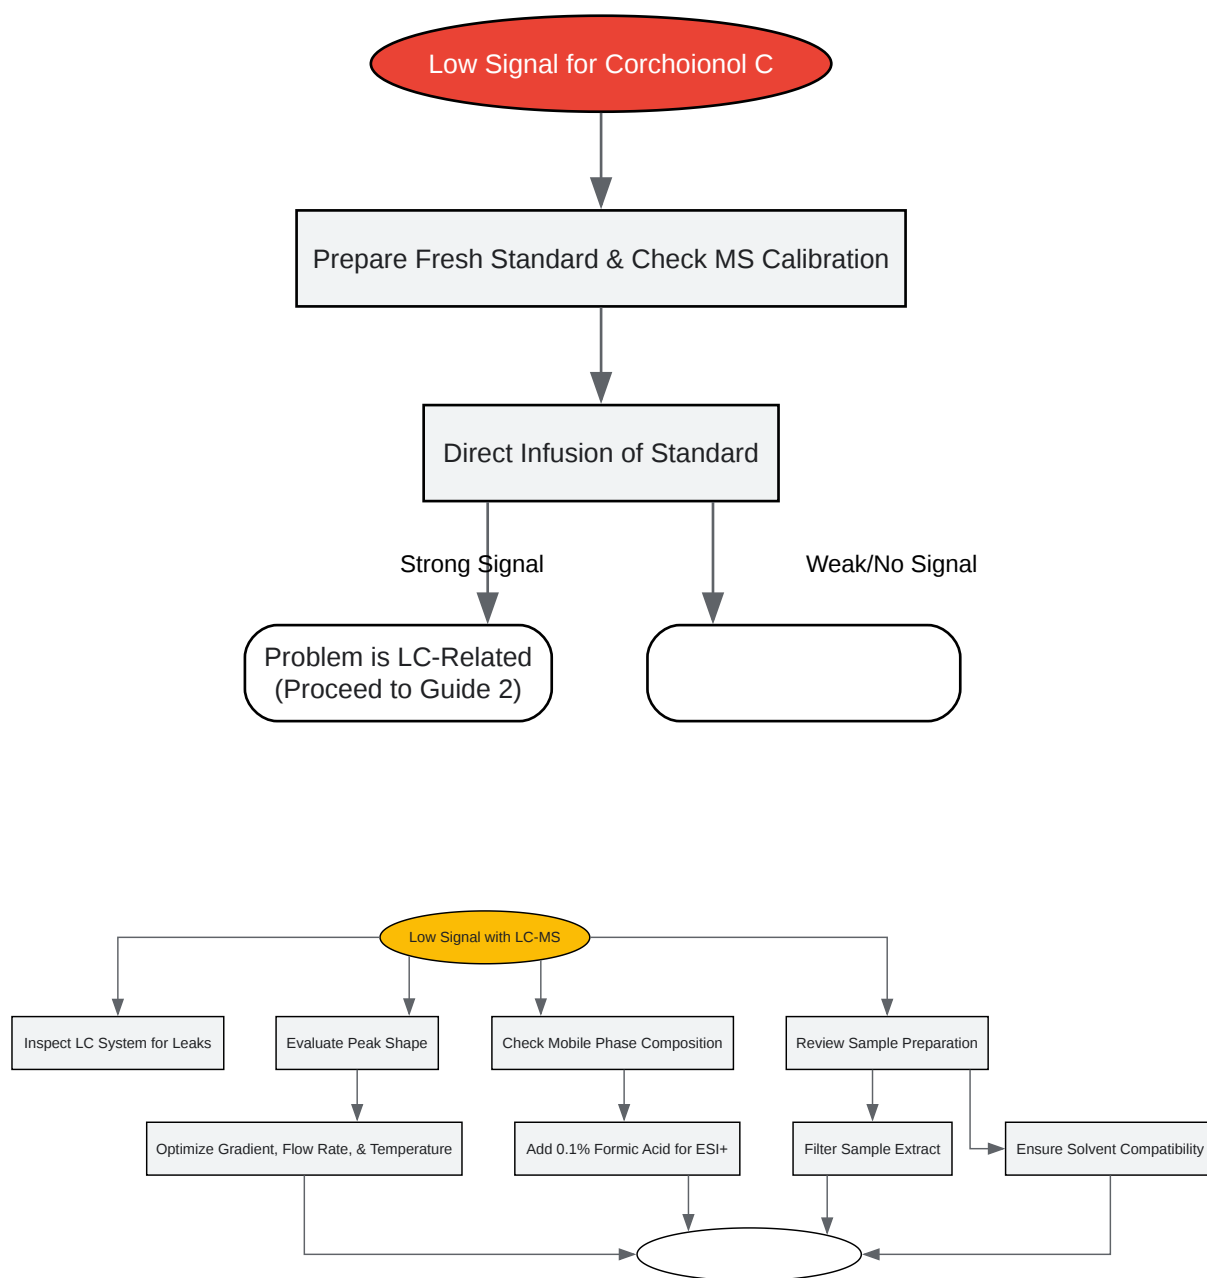 Low Signal for Corchoionol C
Prepare Fresh Standard & Check MS Calibration
Direct Infusion of Standard
Strong Signal
Weak/No Signal
Problem is LC-Related
(Proceed to Guide 2)
Low Signal with LC-MS
Inspect LC System for Leaks
Evaluate Peak Shape
Check Mobile Phase Composition
Review Sample Preparation
Optimize Gradient, Flow Rate, & Temperature
Add 0.1% Formic Acid for ESI+
Filter Sample Extract
Ensure Solvent Compatibility